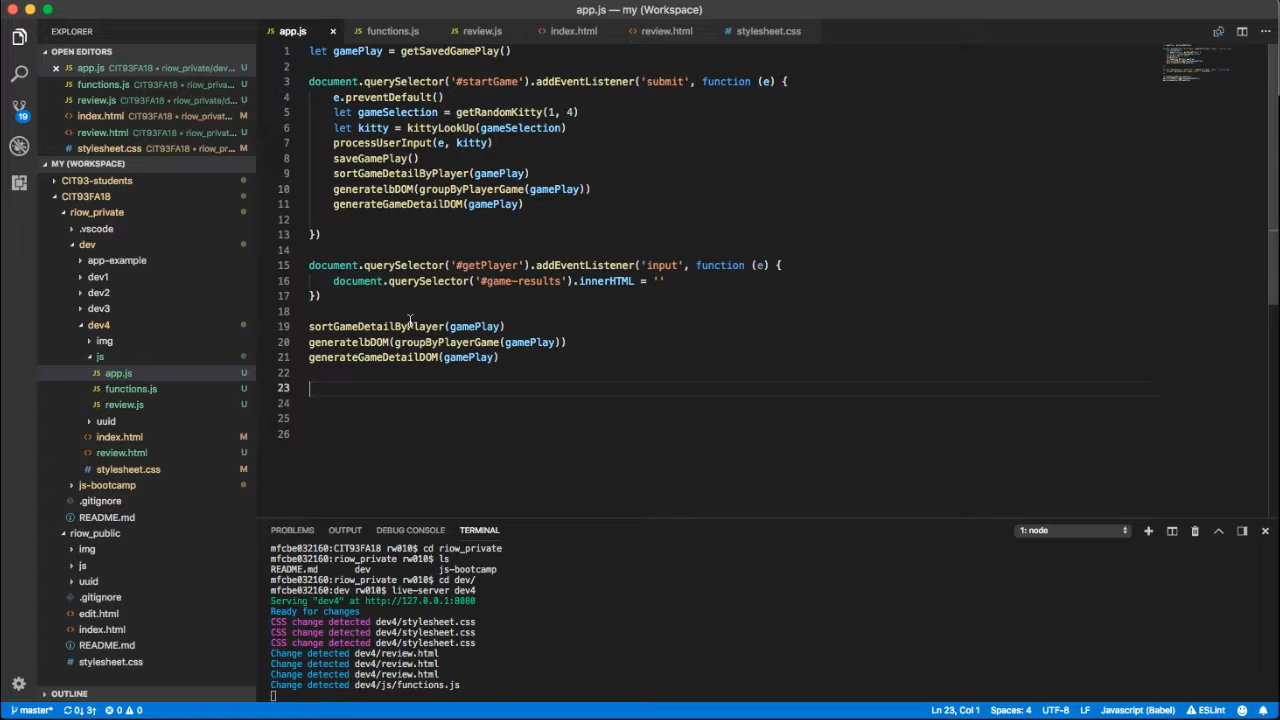 app.js — my (Workspace)
EXPLORER
app.js
functions.js
review.js
index.html
review.html
stylesheet.css
OPEN EDITORS
app.js CIT93FA18 • riow_private/dev... U
functions.js CIT93FA18 • riow_priva... U
review.js CIT93FA18 • riow_private/d... U
index.html CIT93FA18 • riow_privat... M
review.html CIT93FA18 • riow_privat... U
stylesheet.css CIT93FA18 • riow_pr... M
MY (WORKSPACE)
CIT93-students
CIT93FA18
riow_private
.vscode
dev
app-example
dev1
dev2
dev3
dev4
img
js
app.js U
functions.js U
review.js U
uuid
index.html M
review.html U
stylesheet.css M
js-bootcamp
.gitignore
README.md
riow_public
img
js
uuid
.gitignore
edit.html
index.html
README.md
stylesheet.css
OUTLINE
19
1 let gamePlay = getSavedGamePlay()
2
3 document.querySelector('#startGame').addEventListener('submit', function (e) {
4 e.preventDefault()
5 let gameSelection = getRandomKitty(1, 4)
6 let kitty = kittyLookUp(gameSelection)
7 processUserInput(e, kitty)
8 saveGamePlay()
9 sortGameDetailByPlayer(gamePlay)
10 generatelbDOM(groupByPlayerGame(gamePlay))
11 generateGameDetailDOM(gamePlay)
12
13 })
14
15 document.querySelector('#getPlayer').addEventListener('input', function (e) {
16 document.querySelector('#game-results').innerHTML = ''
17 })
18
19 sortGameDetailByPlayer(gamePlay)
20 generatelbDOM(groupByPlayerGame(gamePlay))
21 generateGameDetailDOM(gamePlay)
22
23
24
25
26
PROBLEMS OUTPUT DEBUG CONSOLE TERMINAL 1: node
mfcbe032160:CIT93FA18 rw010$ cd riow_private
mfcbe032160:riow_private rw010$ ls
README.md dev js-bootcamp
mfcbe032160:riow_private rw010$ cd dev/
mfcbe032160:dev rw010$ live-server dev4
Serving "dev4" at http://127.0.0.1:8080
Ready for changes
CSS change detected dev4/stylesheet.css
CSS change detected dev4/stylesheet.css
CSS change detected dev4/stylesheet.css
Change detected dev4/review.html
Change detected dev4/review.html
Change detected dev4/review.html
Change detected dev4/js/functions.js
master* 0↓ 3↑ 0 0 Ln 23, Col 1 Spaces: 4 UTF-8 LF Javascript (Babel) ESLint